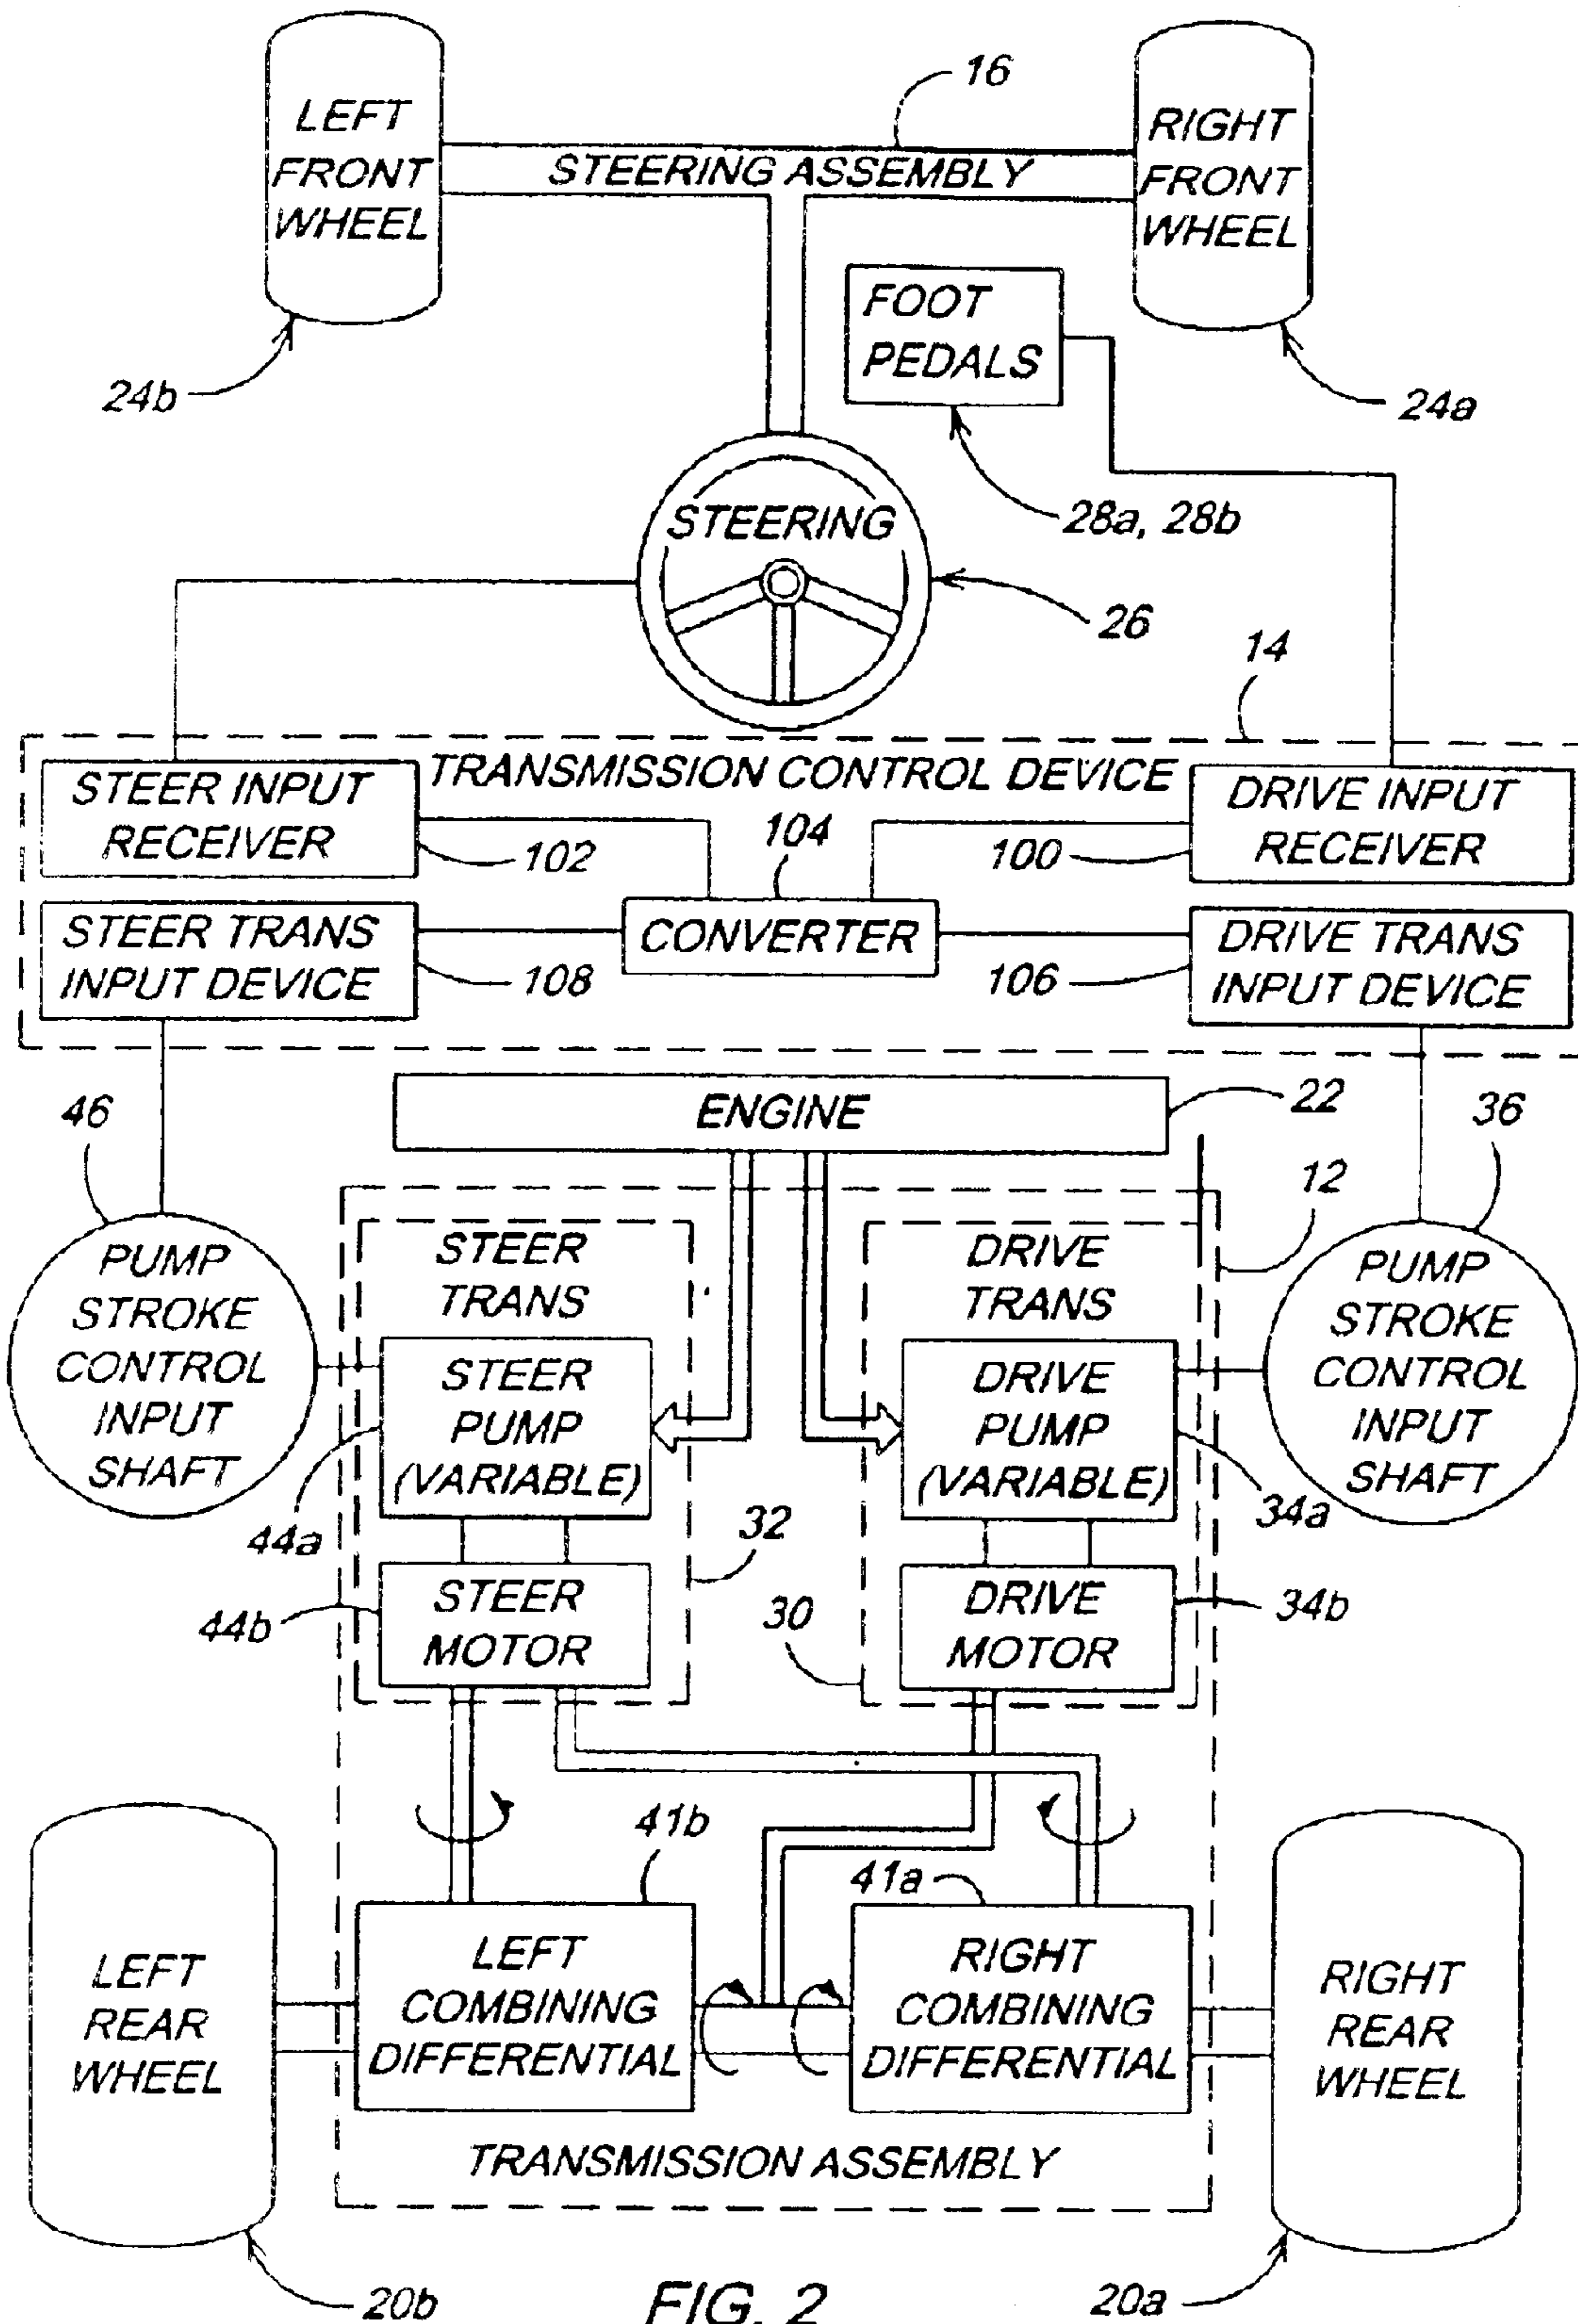 16
LEFT
FRONT
WHEEL
STEERING ASSEMBLY
RIGHT
FRONT
WHEEL
FOOT
PEDALS
24b
24a
28a, 28b
STEERING
26
14
TRANSMISSION CONTROL DEVICE
STEER INPUT
RECEIVER
102
104
100
DRIVE INPUT
RECEIVER
STEER TRANS
INPUT DEVICE
108
CONVERTER
106
DRIVE TRANS
INPUT DEVICE
46
ENGINE
22
36
12
PUMP
STROKE
CONTROL
INPUT
SHAFT
STEER
TRANS
DRIVE
TRANS
PUMP
STROKE
CONTROL
INPUT
SHAFT
STEER
PUMP
(VARIABLE)
DRIVE
PUMP
(VARIABLE)
44a
32
34a
44b
STEER
MOTOR
30
DRIVE
MOTOR
34b
41b
41a
LEFT
REAR
WHEEL
LEFT
COMBINING
DIFFERENTIAL
RIGHT
COMBINING
DIFFERENTIAL
RIGHT
REAR
WHEEL
TRANSMISSION ASSEMBLY
20b
FIG. 2
20a